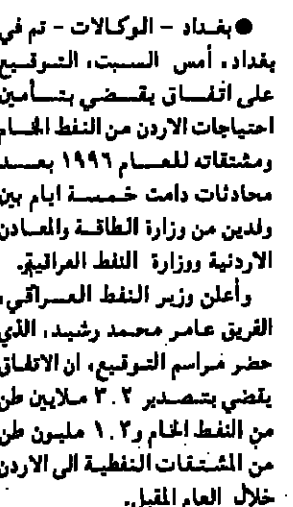 ●بغداد – الوكالات – تم في
بغداد، أمس السبت، التوقيع
على اتفاق يقضي بتأمين
احتياجات الاردن من النفط الخام
ومشتقاته للعام ١٩٩٦ بعد
محادثات دامت خمسة ايام بين
وفدين من وزارة الطاقة والمعادن
الاردنية ووزارة النفط العراقية.
وأعلن وزير النفط العراقي،
الفريق عامر محمد رشيد، الذي
حضر مراسم التوقيع، ان الاتفاق
يقضي بتصدير ٣.٢ ملايين طن
من النفط الخام و١.٣ مليون طن
من المشتقات النفطية الى الاردن
خلال العام المقبل.